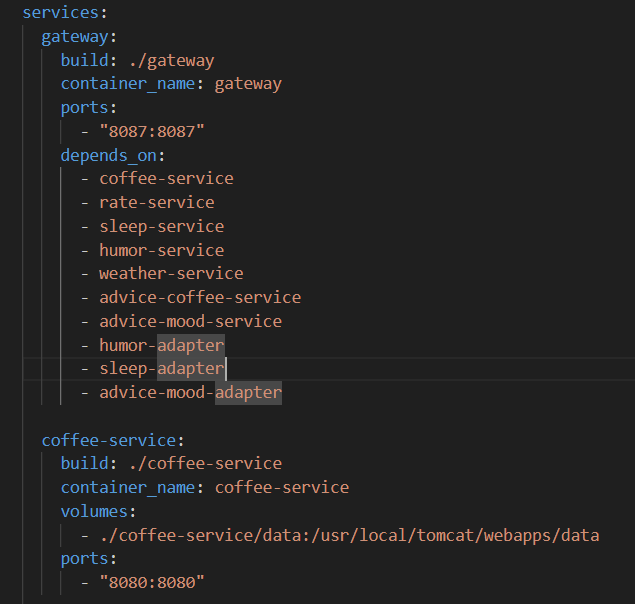 services:
  gateway:
    build: ./gateway
    container_name: gateway
    ports:
      - "8087:8087"
    depends_on:
      - coffee-service
      - rate-service
      - sleep-service
      - humor-service
      - weather-service
      - advice-coffee-service
      - advice-mood-service
      - humor-adapter
      - sleep-adapter
      - advice-mood-adapter

  coffee-service:
    build: ./coffee-service
    container_name: coffee-service
    volumes:
      - ./coffee-service/data:/usr/local/tomcat/webapps/data
    ports:
      - "8080:8080"